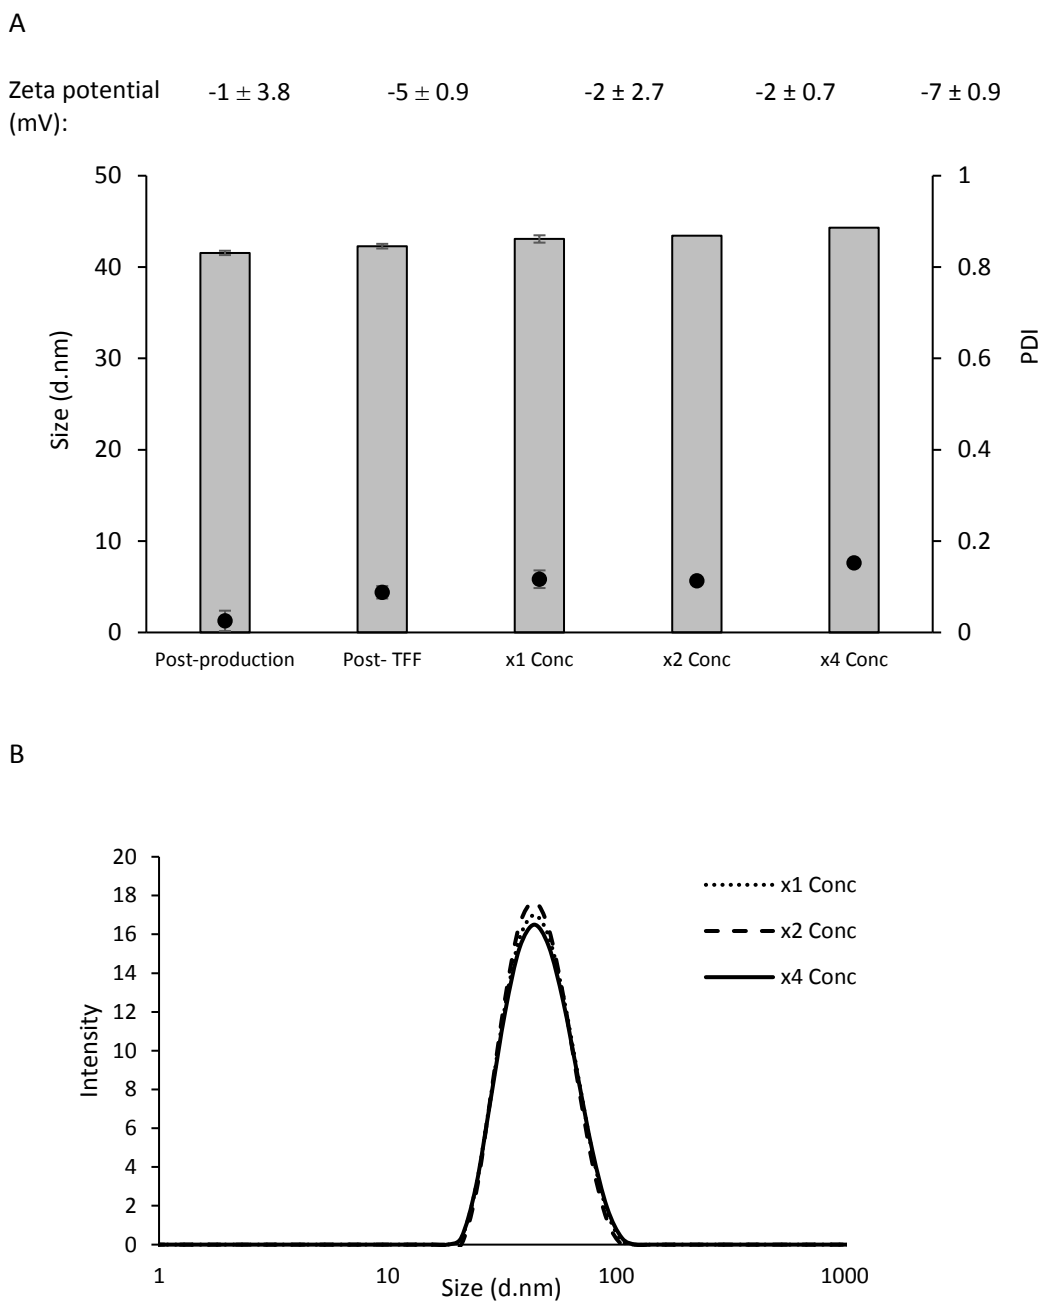 A
Zeta potential (mV): -1 ± 3.8 -5 ± 0.9 -2 ± 2.7 -2 ± 0.7 -7 ± 0.9
50
40
30
20
10
0
Size (d.nm)
1
0.8
0.6
0.4
0.2
0
PDI
Post-production Post- TFF x1 Conc x2 Conc x4 Conc
B
20
18
16
14
12
10
8
6
4
2
0
Intensity
x1 Conc
x2 Conc
x4 Conc
1 10 100 1000
Size (d.nm)